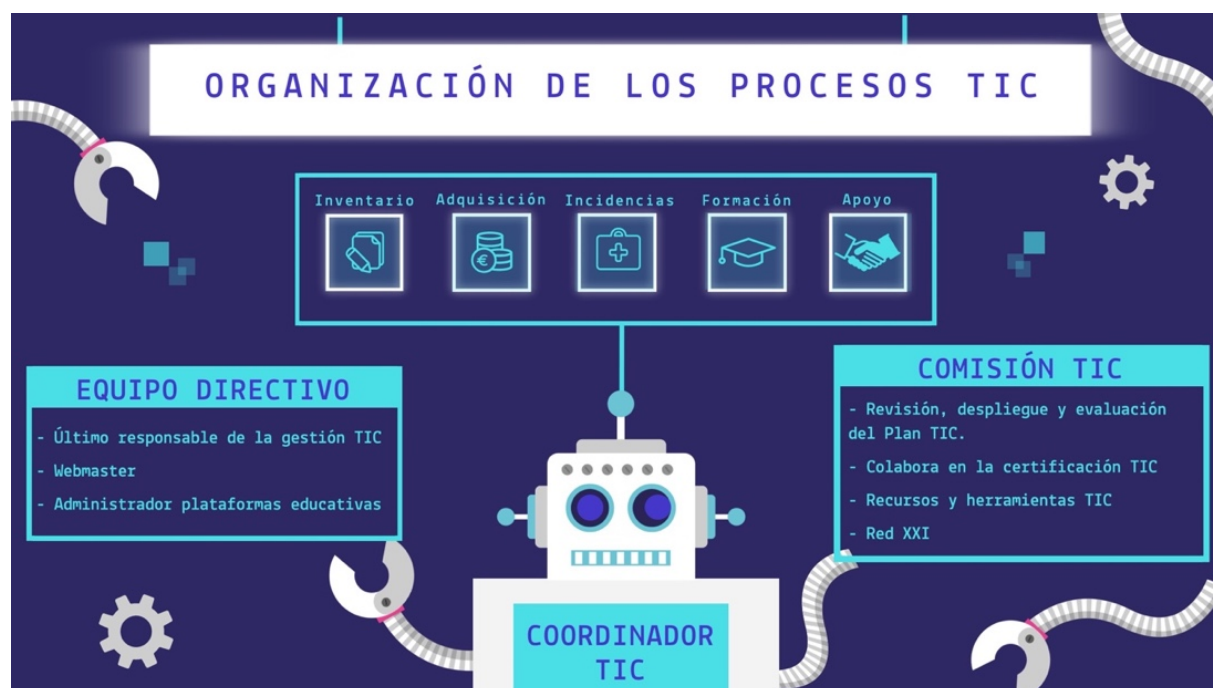 ORGANIZACIÓN DE LOS PROCESOS TIC
Inventario Adquisición Incidencias Formación Apoyo
€
EQUIPO DIRECTIVO
- Último responsable de la gestión TIC
- Webmaster
- Administrador plataformas educativas
COMISIÓN TIC
- Revisión, despliegue y evaluación
del Plan TIC.
- Colabora en la certificación TIC
- Recursos y herramientas TIC
- Red XXI
COORDINADOR
TIC